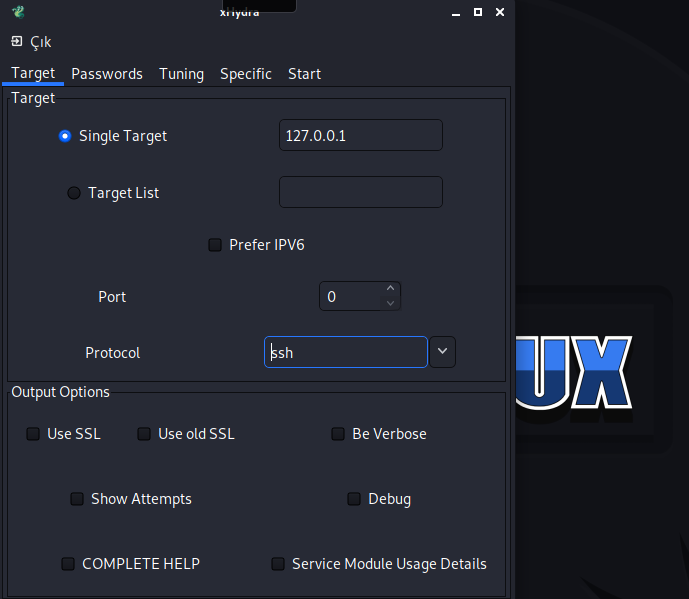 xHydra
Çık
Target Passwords Tuning Specific Start
Target
Single Target 127.0.0.1
Target List
Prefer IPV6
Port 0
Protocol ssh
Output Options
Use SSL Use old SSL Be Verbose
Show Attempts Debug
COMPLETE HELP Service Module Usage Details
UX